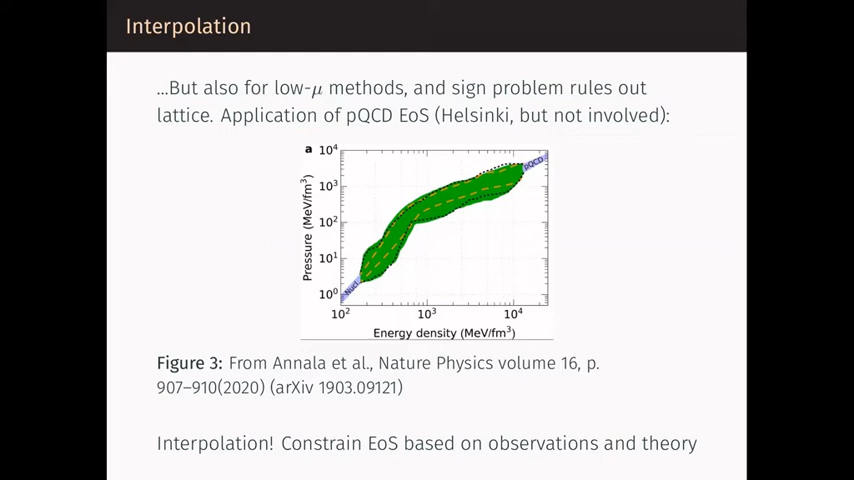 Interpolation
...But also for low-μ methods, and sign problem rules out
lattice. Application of pQCD EoS (Helsinki, but not involved):
a
10⁴
10³
10²
10¹
10⁰
Pressure (MeV/fm³)
Nucl
pQCD
10² 10³ 10⁴
Energy density (MeV/fm³)
Figure 3: From Annala et al., Nature Physics volume 16, p.
907–910(2020) (arXiv 1903.09121)
Interpolation! Constrain EoS based on observations and theory